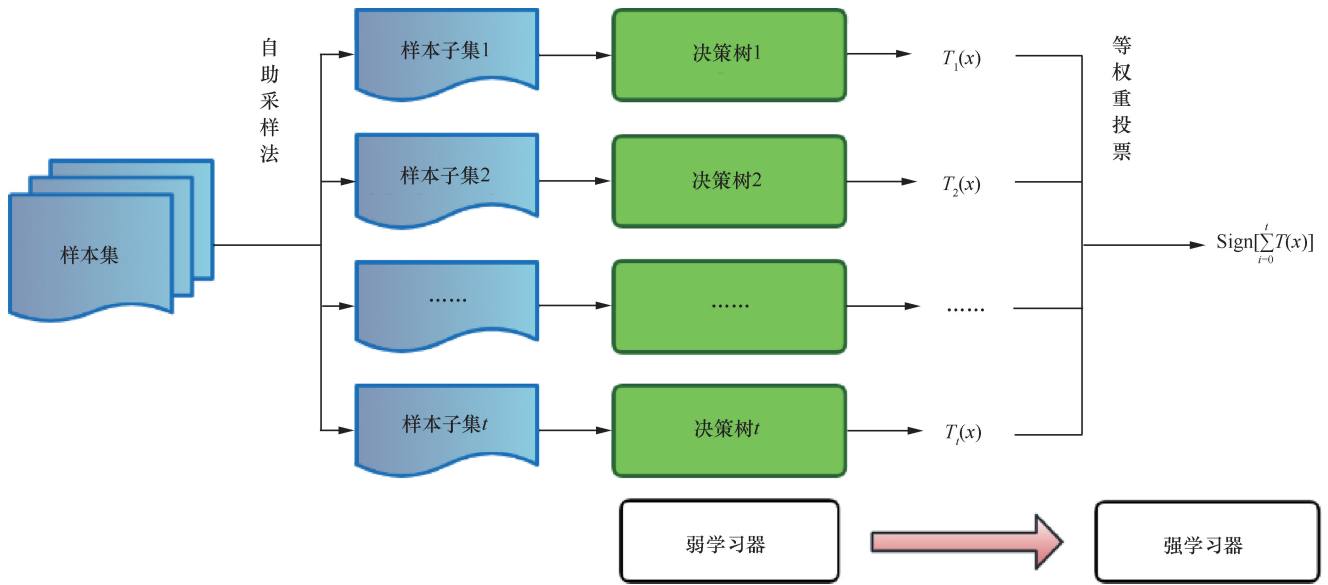 自助采样法
等权重投票
样本集
样本子集1
决策树1
T₁(x)
样本子集2
决策树2
T₂(x)
……
……
……
样本子集t
决策树t
Tₜ(x)
Sign[∑ᵗᵢ₌₀T(x)]
弱学习器
强学习器